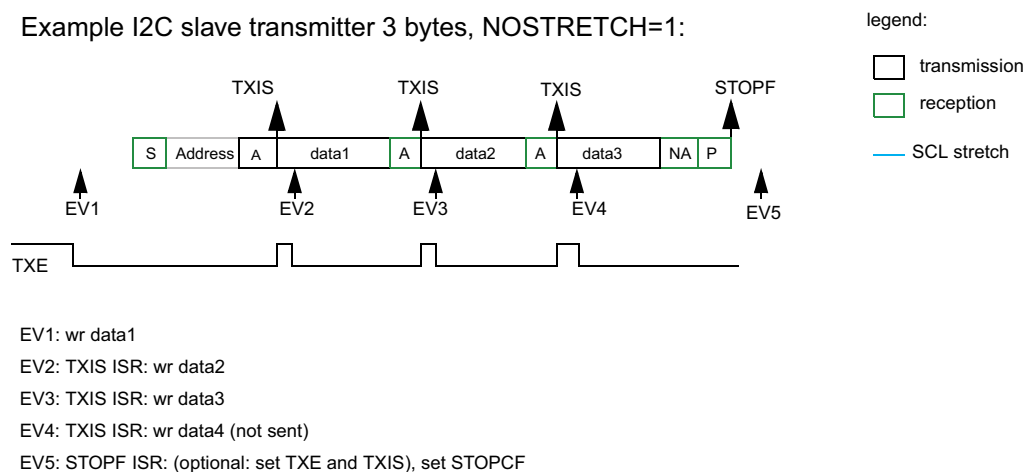 Example I2C slave transmitter 3 bytes, NOSTRETCH=1:
legend:
transmission
reception
SCL stretch
TXIS TXIS TXIS STOPF
S Address A data1 A data2 A data3 NA P
EV1 EV2 EV3 EV4 EV5
TXE
EV1: wr data1
EV2: TXIS ISR: wr data2
EV3: TXIS ISR: wr data3
EV4: TXIS ISR: wr data4 (not sent)
EV5: STOPF ISR: (optional: set TXE and TXIS), set STOPCF